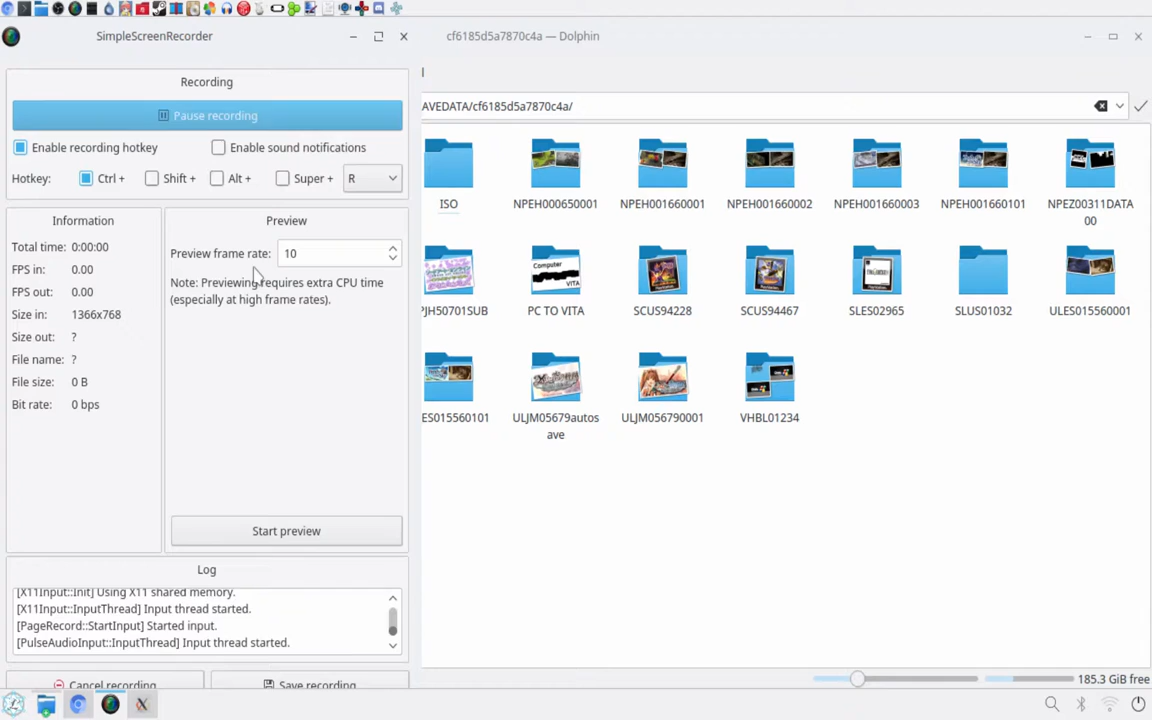 SimpleScreenRecorder
cf6185d5a7870c4a — Dolphin
Recording
Pause recording
Enable recording hotkey
Enable sound notifications
Hotkey:
Ctrl +
Shift +
Alt +
Super +
R
Information
Total time: 0:00:00
FPS in: 0.00
FPS out: 0.00
Size in: 1366x768
Size out: ?
File name: ?
File size: 0 B
Bit rate: 0 bps
Preview
Preview frame rate: 10
Note: Previewing requires extra CPU time
(especially at high frame rates).
Start preview
Log
[X11Input::Init] Using X11 shared memory.
[X11Input::InputThread] Input thread started.
[PageRecord::StartInput] Started input.
[PulseAudioInput::InputThread] Input thread started.
Cancel recording
Save recording
AVEDATA/cf6185d5a7870c4a/
ISO
NPEH000650001
NPEH001660001
NPEH001660002
NPEH001660003
NPEH001660101
NPEZ00311DATA
00
PJH50701SUB
Computer
VITA
PC TO VITA
SCUS94228
SCUS94467
SLES02965
SLUS01032
ULES015560001
ES015560101
ULJM05679autos
ave
ULJM056790001
VHBL01234
185.3 GiB free